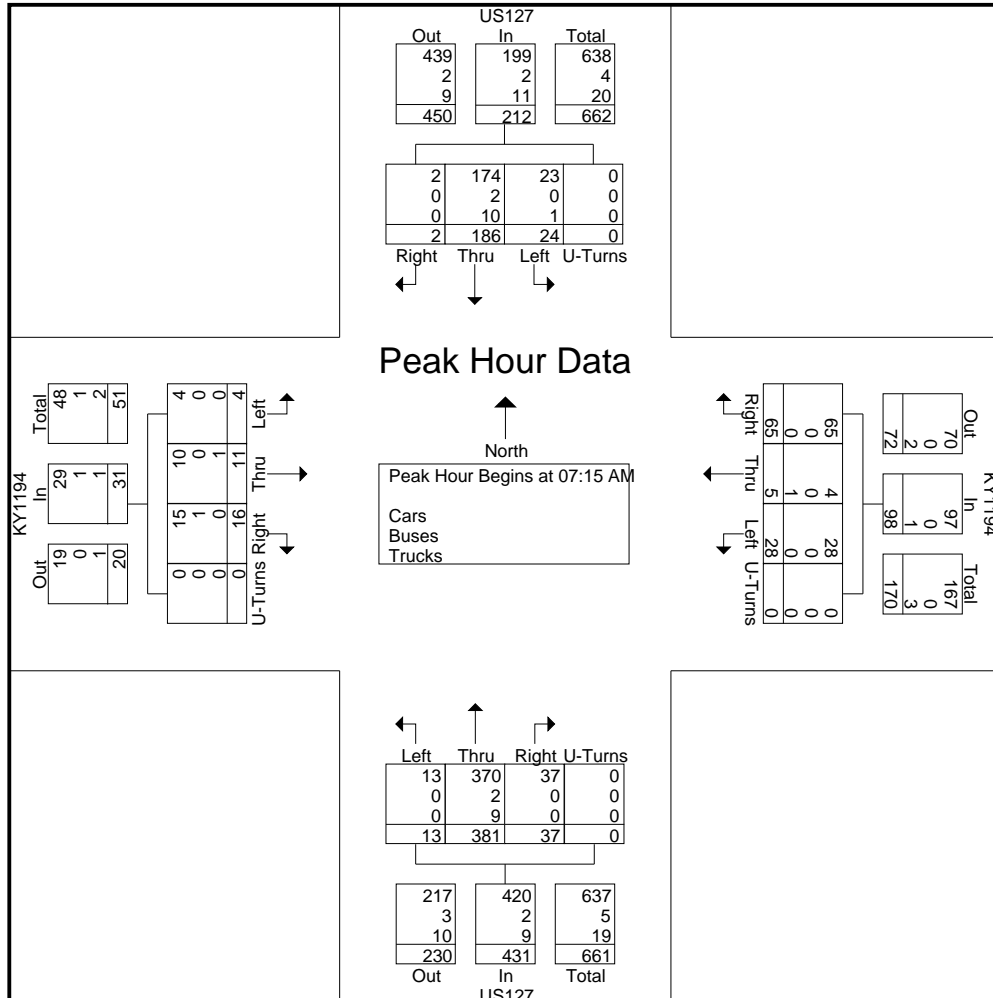 US127
Out In Total
439 199 638
2 2 4
9 11 20
450 212 662
2 174 23 0
0 2 0 0
0 10 1 0
2 186 24 0
Right Thru Left U-Turns
Peak Hour Data
KY1194
Total In Out
48 29 19
1 1 0
2 1 1
51 31 20
4 10 15 0
0 0 1 0
0 1 0 0
4 11 16 0
Left Thru Right U-Turns
North
Peak Hour Begins at 07:15 AM
Cars
Buses
Trucks
KY1194
Out In Total
70 97 167
0 0 0
2 1 3
72 98 170
65 4 28 0
0 0 0 0
0 1 0 0
65 5 28 0
Right Thru Left U-Turns
Left Thru Right U-Turns
13 370 37 0
0 2 0 0
0 9 0 0
13 381 37 0
217 420 637
3 2 5
10 9 19
230 431 661
Out In Total
US127